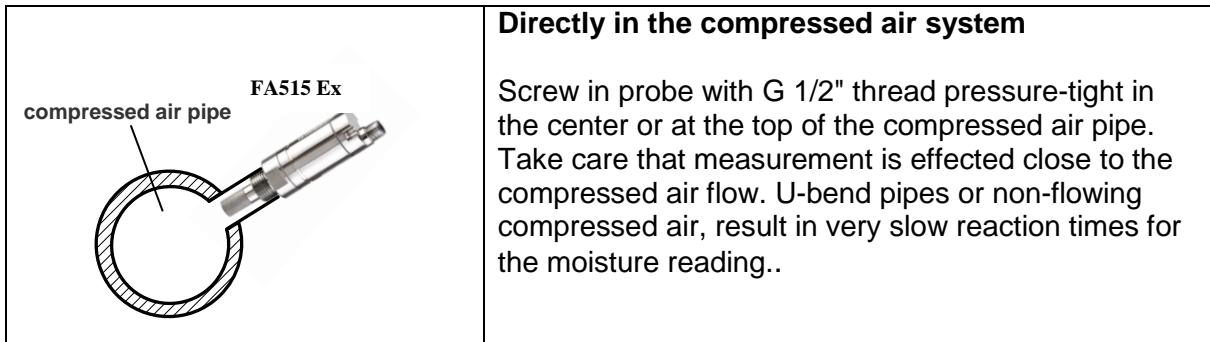 FA515 Ex
compressed air pipe
Directly in the compressed air system
Screw in probe with G 1/2" thread pressure-tight in
the center or at the top of the compressed air pipe.
Take care that measurement is effected close to the
compressed air flow. U-bend pipes or non-flowing
compressed air, result in very slow reaction times for
the moisture reading..